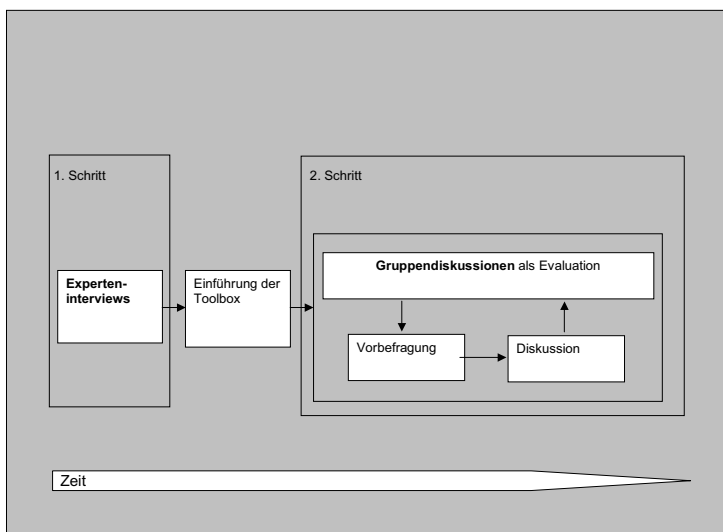 1. Schritt
2. Schritt
Experten-
interviews
Einführung der
Toolbox
Gruppendiskussionen als Evaluation
Vorbefragung
Diskussion
Zeit